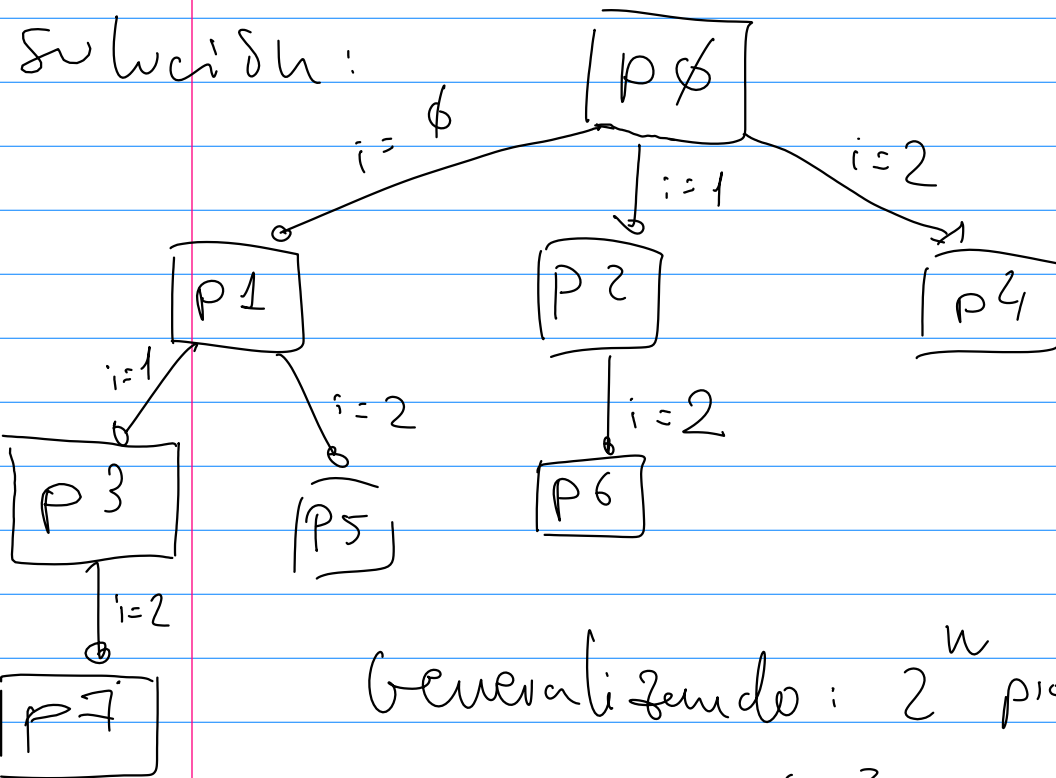 Solución:
p0
i=0
i=1
i=2
p1
p2
p4
i=1
i=2
i=2
p3
p5
p6
i=2
p7
Generalizando: 2^n